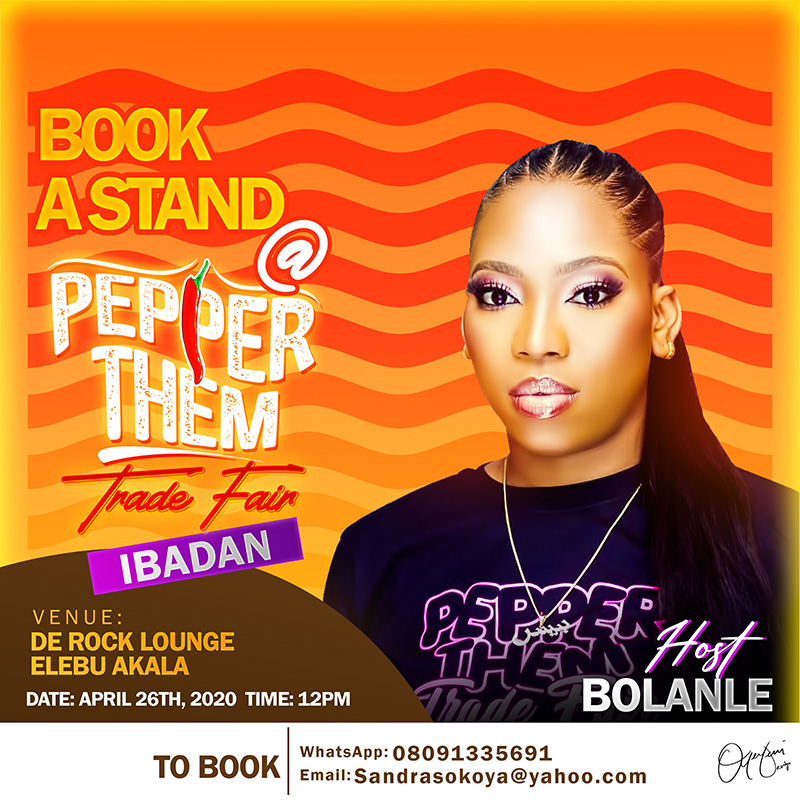 BOOK
A STAND
@
PEPPER
THEM
Trade Fair
IBADAN
VENUE:
DE ROCK LOUNGE
ELEBU AKALA
DATE: APRIL 26TH, 2020 TIME: 12PM
PEPPER
THEM
Trade
Host
BOLANLE
TO BOOK
WhatsApp: 08091335691
Email: Sandrasokoya@yahoo.com